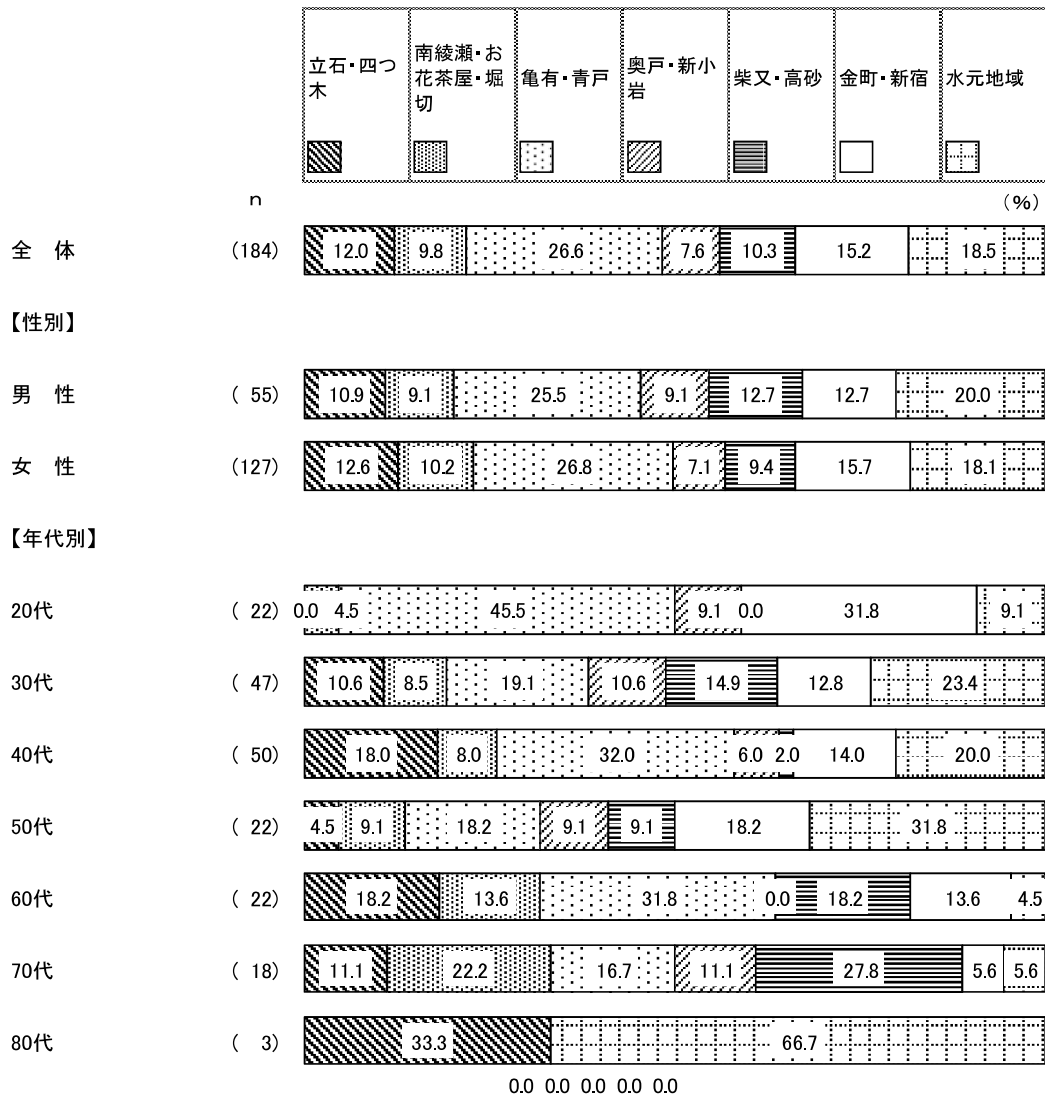 立石・四つ木
南綾瀬・お花茶屋・堀切
亀有・青戸
奥戸・新小岩
柴又・高砂
金町・新宿
水元地域
n
(%)
全 体 (184) 12.0 9.8 26.6 7.6 10.3 15.2 18.5
【性別】
男 性 ( 55) 10.9 9.1 25.5 9.1 12.7 12.7 20.0
女 性 (127) 12.6 10.2 26.8 7.1 9.4 15.7 18.1
【年代別】
20代 ( 22) 0.0 4.5 45.5 9.1 0.0 31.8 9.1
30代 ( 47) 10.6 8.5 19.1 10.6 14.9 12.8 23.4
40代 ( 50) 18.0 8.0 32.0 6.0 2.0 14.0 20.0
50代 ( 22) 4.5 9.1 18.2 9.1 9.1 18.2 31.8
60代 ( 22) 18.2 13.6 31.8 0.0 18.2 13.6 4.5
70代 ( 18) 11.1 22.2 16.7 11.1 27.8 5.6 5.6
80代 ( 3) 33.3 66.7
0.0 0.0 0.0 0.0 0.0